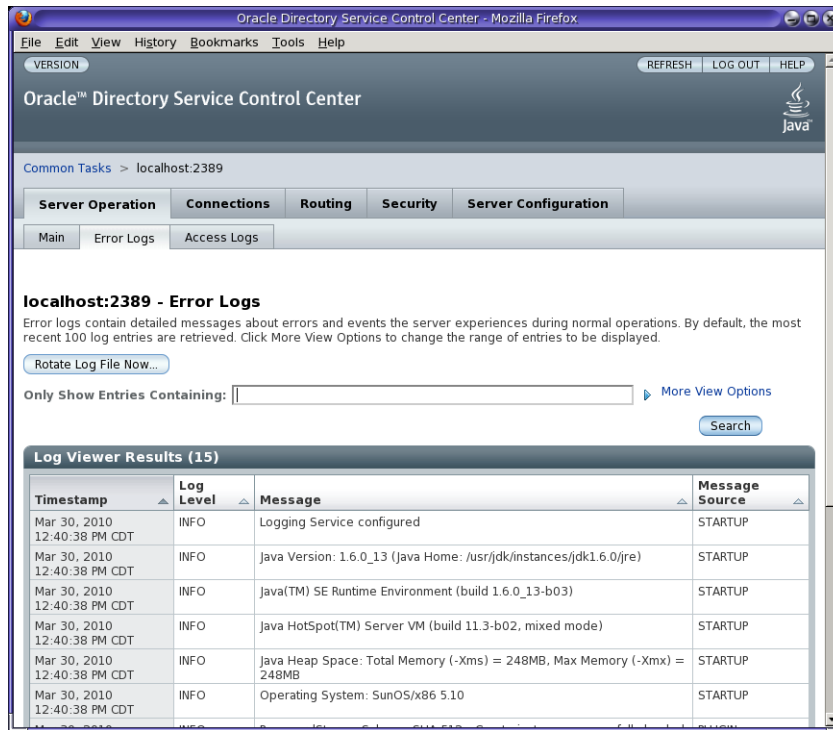 Oracle Directory Service Control Center - Mozilla Firefox
File Edit View History Bookmarks Tools Help
VERSION REFRESH LOG OUT HELP
Oracle™ Directory Service Control Center
Java™
Common Tasks > localhost:2389
Server Operation Connections Routing Security Server Configuration
Main Error Logs Access Logs
localhost:2389 - Error Logs
Error logs contain detailed messages about errors and events the server experiences during normal operations. By default, the most
recent 100 log entries are retrieved. Click More View Options to change the range of entries to be displayed.
Rotate Log File Now...
Only Show Entries Containing: More View Options
Search
Log Viewer Results (15)
Timestamp Log Level Message Message Source
Mar 30, 2010 12:40:38 PM CDT INFO Logging Service configured STARTUP
Mar 30, 2010 12:40:38 PM CDT INFO Java Version: 1.6.0_13 (Java Home: /usr/jdk/instances/jdk1.6.0/jre) STARTUP
Mar 30, 2010 12:40:38 PM CDT INFO Java(TM) SE Runtime Environment (build 1.6.0_13-b03) STARTUP
Mar 30, 2010 12:40:38 PM CDT INFO Java HotSpot(TM) Server VM (build 11.3-b02, mixed mode) STARTUP
Mar 30, 2010 12:40:38 PM CDT INFO Java Heap Space: Total Memory (-Xms) = 248MB, Max Memory (-Xmx) = 248MB STARTUP
Mar 30, 2010 12:40:38 PM CDT INFO Operating System: SunOS/x86 5.10 STARTUP